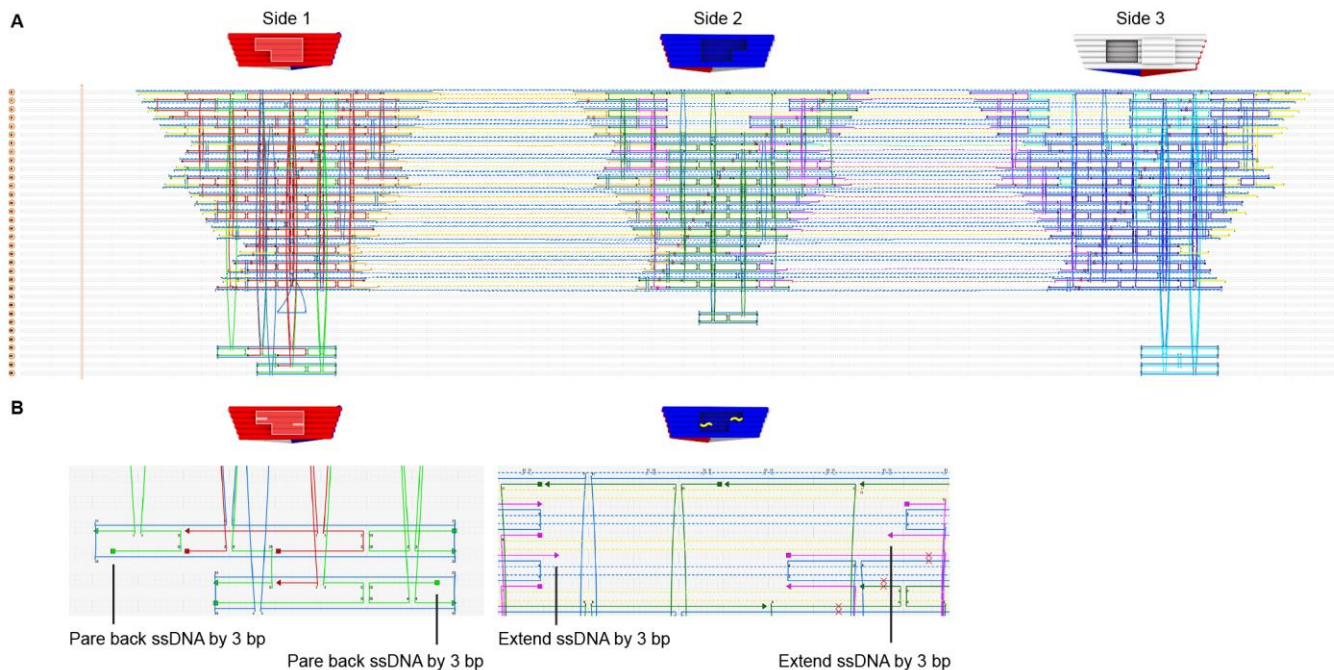 A
Side 1
Side 2
Side 3
B
Pare back ssDNA by 3 bp
Pare back ssDNA by 3 bp
Extend ssDNA by 3 bp
Extend ssDNA by 3 bp